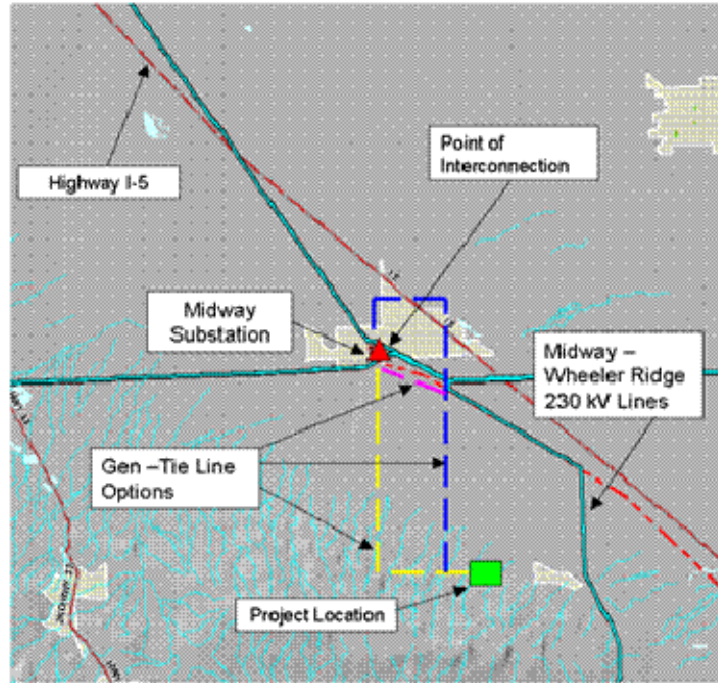 Point of
Interconnection
Highway I-5
Midway
Substation
Midway –
Wheeler Ridge
230 kV Lines
Gen –Tie Line
Options
Project Location